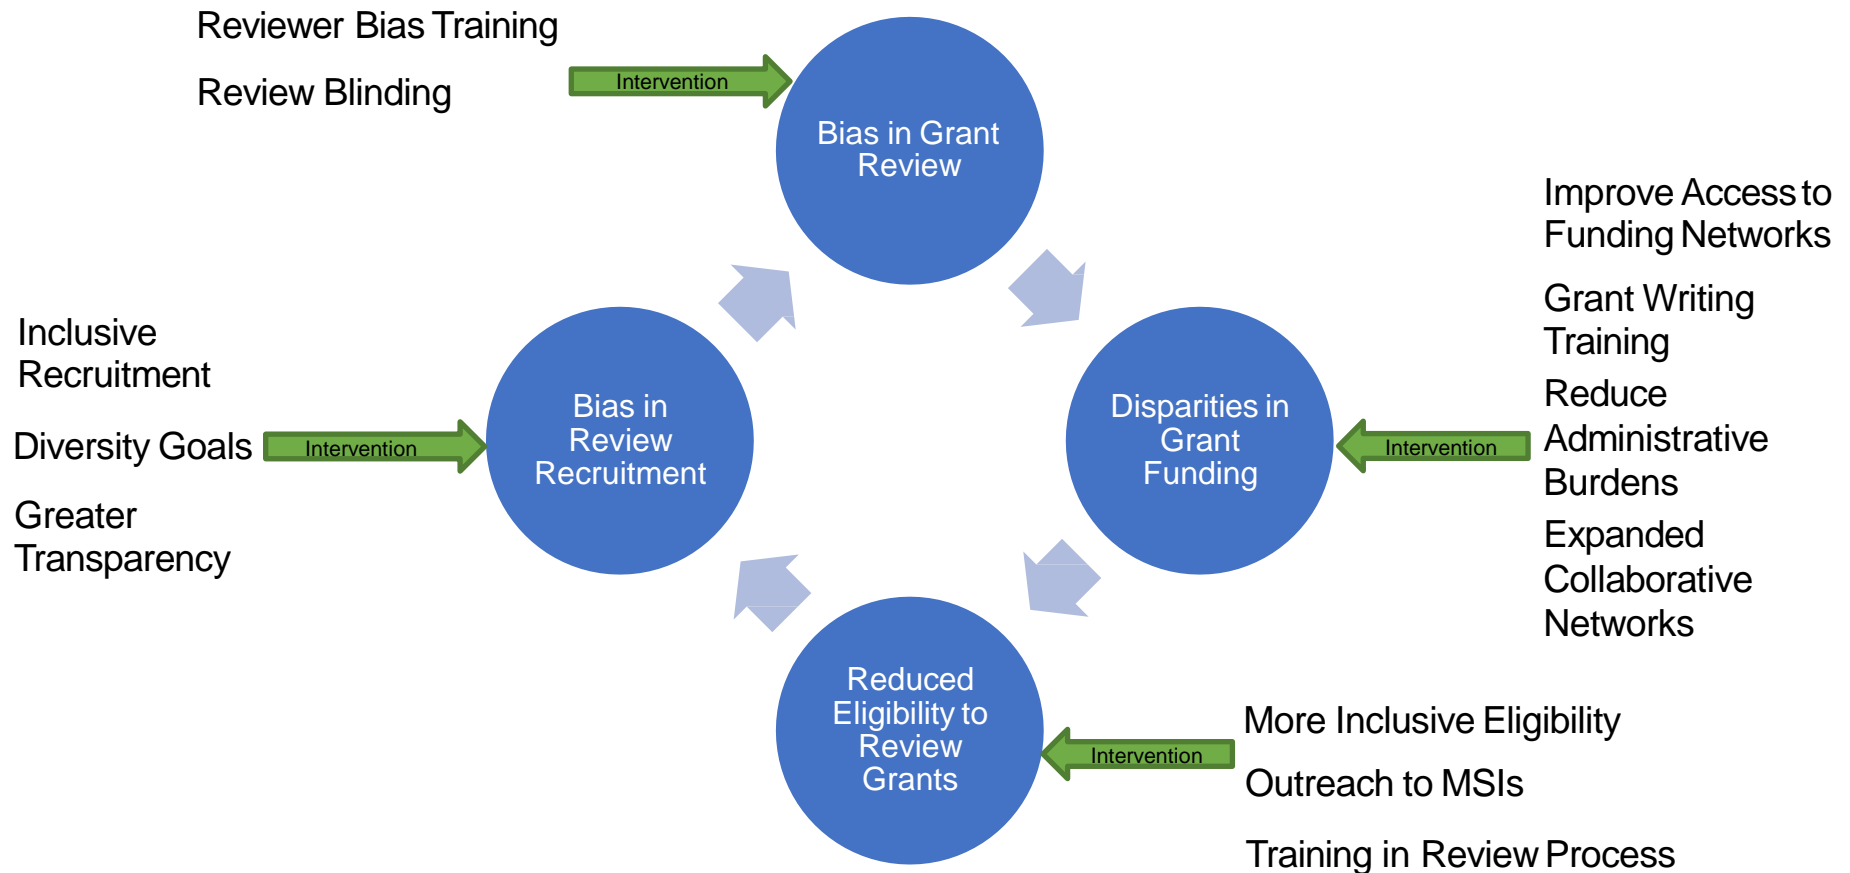 Reviewer Bias Training
Review Blinding
Intervention
Bias in Grant
Review
Improve Access to
Funding Networks
Grant Writing
Training
Reduce
Administrative
Burdens
Expanded
Collaborative
Networks
Intervention
Disparities in
Grant
Funding
Inclusive
Recruitment
Diversity Goals
Greater
Transparency
Intervention
Bias in
Review
Recruitment
Reduced
Eligibility to
Review
Grants
Intervention
More Inclusive Eligibility
Outreach to MSIs
Training in Review Process